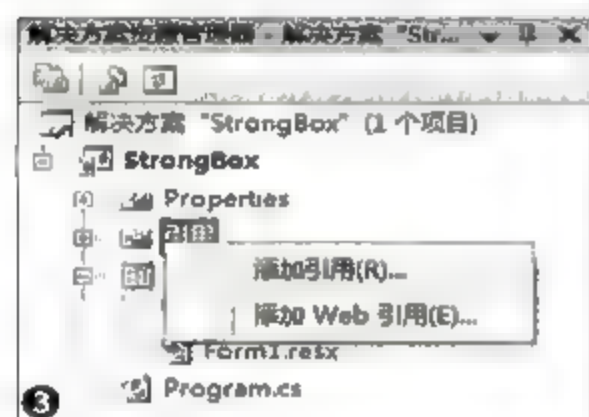 解决方案资源管理器 - 解决方案 "Str...
解决方案 "StrongBox" (1 个项目)
StrongBox
Properties
引用
添加引用(R)...
添加 Web 引用(E)...
Form1.resx
Program.cs
3